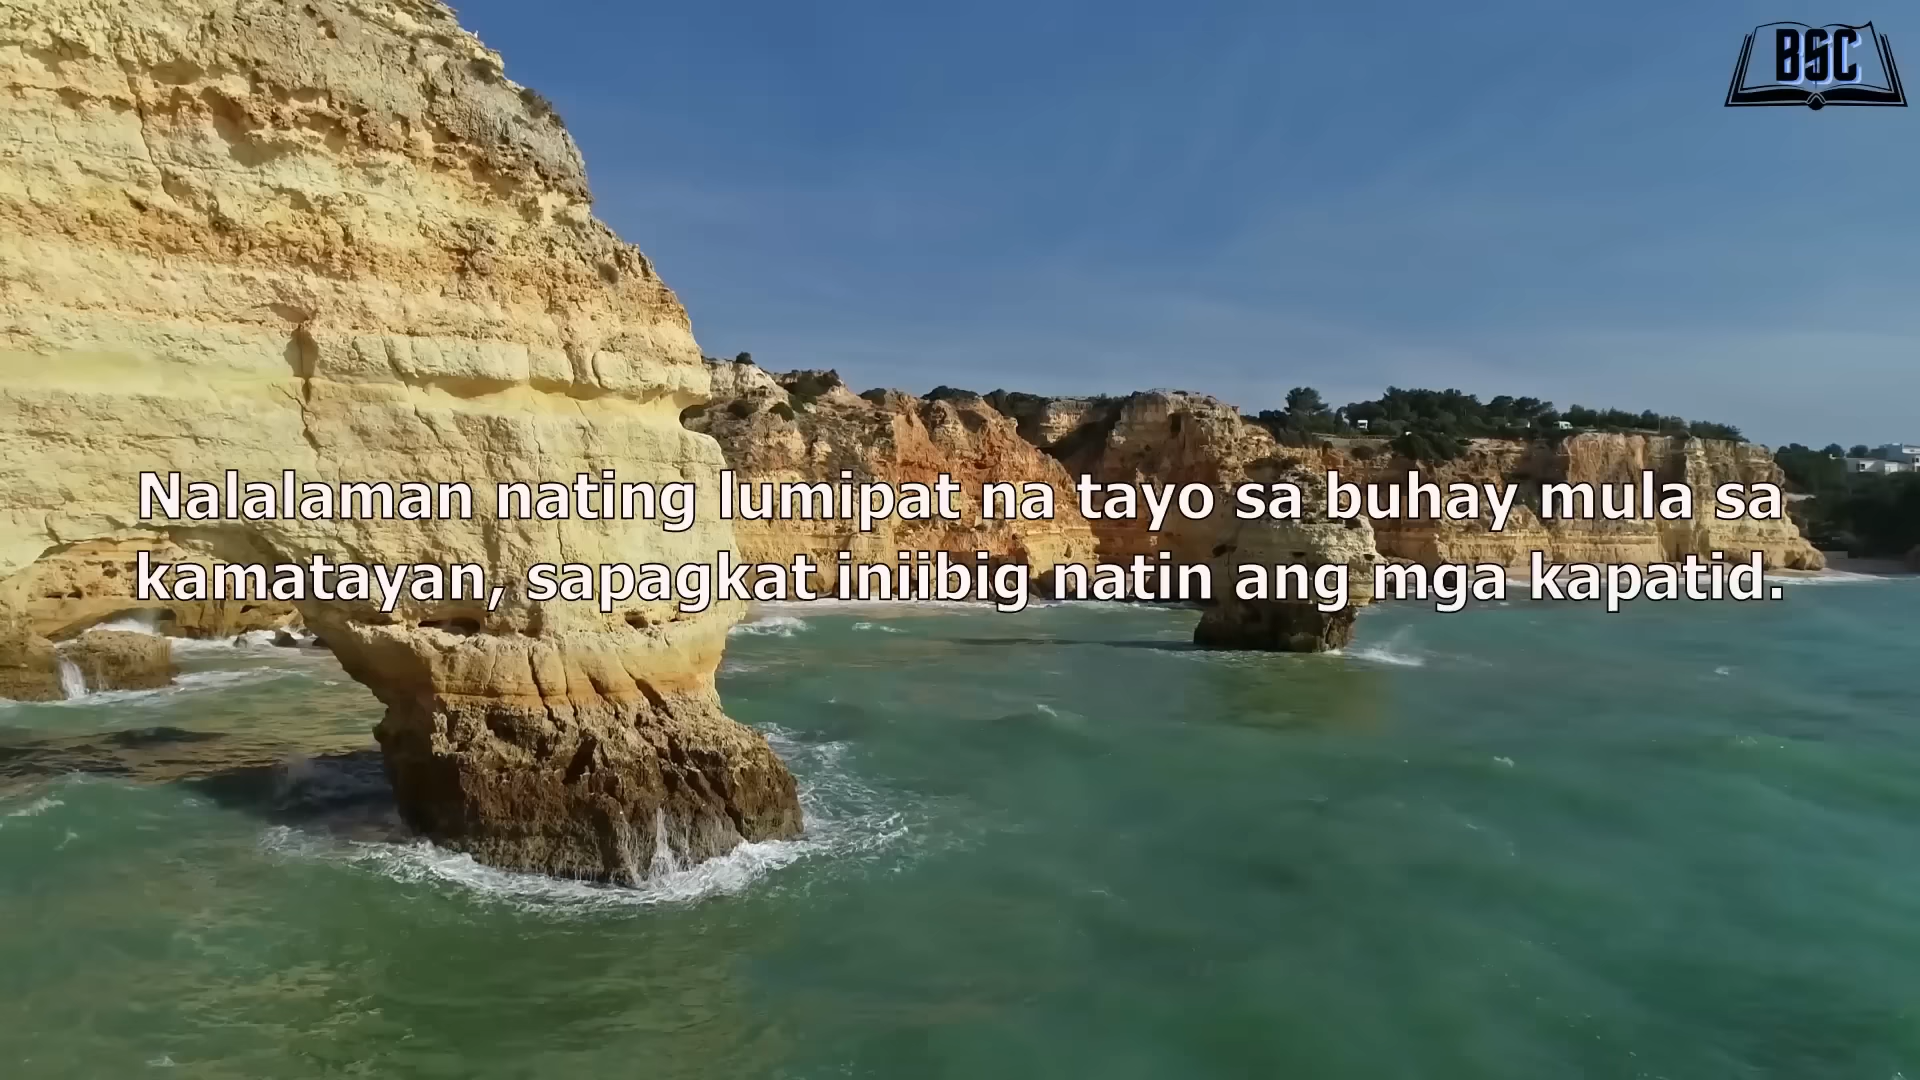 BSC
Nalalaman nating lumipat na tayo sa buhay mula sa
kamatayan, sapagkat iniibig natin ang mga kapatid.